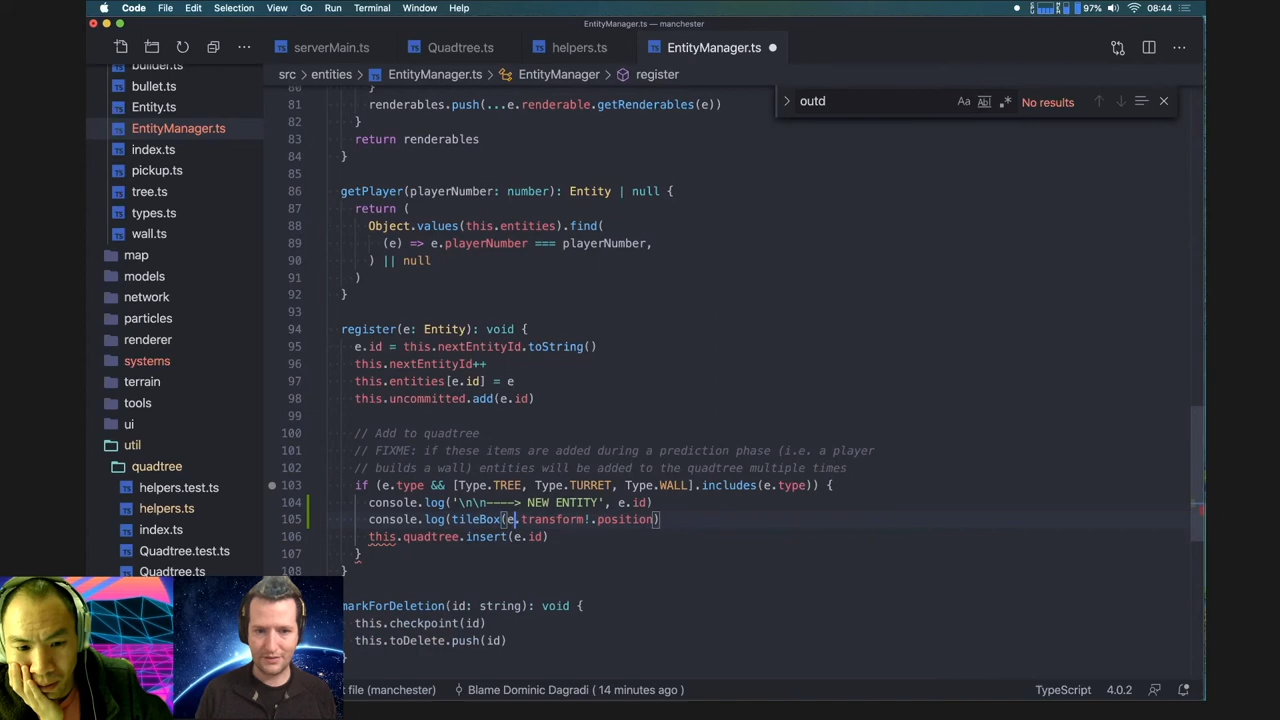 Code File Edit Selection View Go Run Terminal Window Help 97% 08:44
EntityManager.ts — manchester
serverMain.ts Quadtree.ts helpers.ts EntityManager.ts
src > entities > EntityManager.ts > EntityManager > register
outd No results
builder.ts
bullet.ts
Entity.ts
EntityManager.ts
index.ts
pickup.ts
tree.ts
types.ts
wall.ts
map
models
network
particles
renderer
systems
terrain
tools
ui
util
quadtree
helpers.test.ts
helpers.ts
index.ts
Quadtree.test.ts
Quadtree.ts
80 }
81 renderables.push(...e.renderable.getRenderables(e))
82 }
83 return renderables
84 }
85
86 getPlayer(playerNumber: number): Entity | null {
87 return (
88 Object.values(this.entities).find(
89 (e) => e.playerNumber === playerNumber,
90 ) || null
91 )
92 }
93
94 register(e: Entity): void {
95 e.id = this.nextEntityId.toString()
96 this.nextEntityId++
97 this.entities[e.id] = e
98 this.uncommitted.add(e.id)
99
100 // Add to quadtree
101 // FIXME: if these items are added during a prediction phase (i.e. a player
102 // builds a wall) entities will be added to the quadtree multiple times
103 if (e.type && [Type.TREE, Type.TURRET, Type.WALL].includes(e.type)) {
104 console.log('\n\n----> NEW ENTITY', e.id)
105 console.log(tileBox(e.transform!.position)
106 this.quadtree.insert(e.id)
107 }
108 }
markForDeletion(id: string): void {
this.checkpoint(id)
this.toDelete.push(id)
}
file (manchester) Blame Dominic Dagradi ( 14 minutes ago ) TypeScript 4.0.2